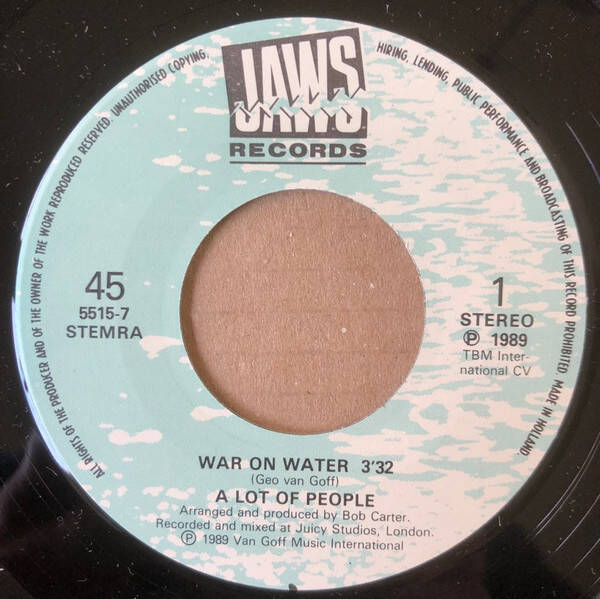 JAWS
RECORDS
ALL RIGHTS OF THE PRODUCER AND OF THE OWNER OF THE WORK REPRODUCED RESERVED. UNAUTHORISED COPYING,
HIRING, LENDING, PUBLIC PERFORMANCE AND BROADCASTING OF THIS RECORD PROHIBITED. MADE IN HOLLAND.
45
5515-7
STEMRA
1
STEREO
℗ 1989
TBM Inter-
national CV
WAR ON WATER 3'32
(Geo van Goff)
A LOT OF PEOPLE
Arranged and produced by Bob Carter.
Recorded and mixed at Juicy Studios, London.
℗ 1989 Van Goff Music International